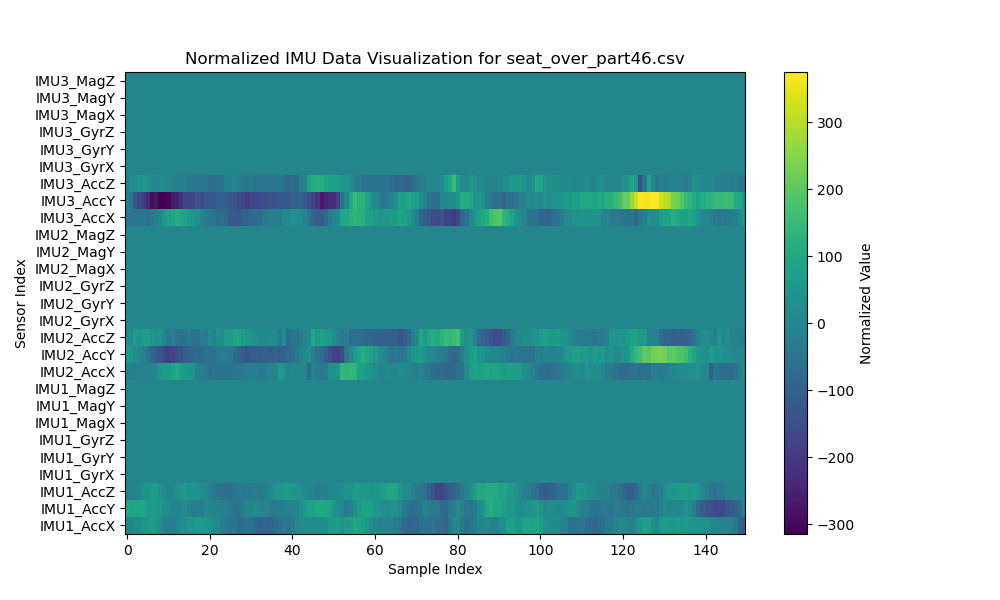 Normalized IMU Data Visualization for seat_over_part46.csv
IMU3_MagZ
IMU3_MagY
IMU3_MagX
IMU3_GyrZ
IMU3_GyrY
IMU3_GyrX
IMU3_AccZ
IMU3_AccY
IMU3_AccX
IMU2_MagZ
IMU2_MagY
IMU2_MagX
IMU2_GyrZ
IMU2_GyrY
IMU2_GyrX
IMU2_AccZ
IMU2_AccY
IMU2_AccX
IMU1_MagZ
IMU1_MagY
IMU1_MagX
IMU1_GyrZ
IMU1_GyrY
IMU1_GyrX
IMU1_AccZ
IMU1_AccY
IMU1_AccX
Sensor Index
0 20 40 60 80 100 120 140
Sample Index
300
200
100
0
−100
−200
−300
Normalized Value